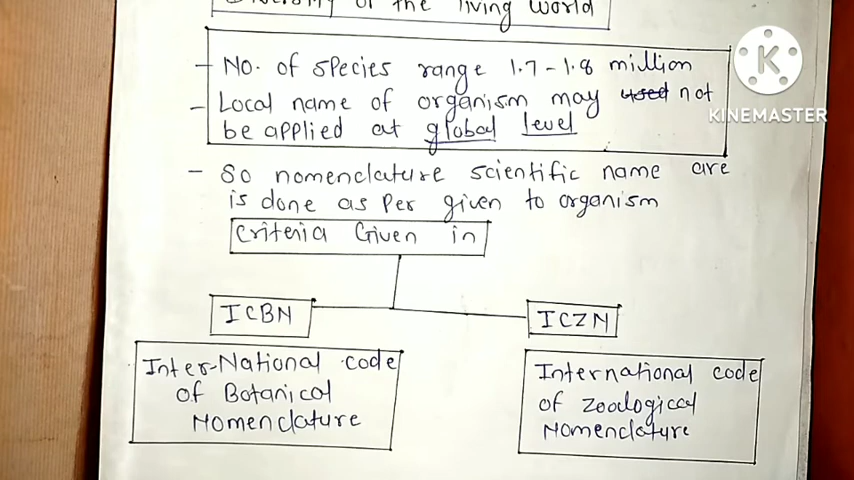 Diversity of the living world
- No. of species range 1.7 - 1.8 million
- Local name of organism may used not
be applied at global level
- So nomenclature scientific name are
is done as per given to organism
Criteria Given in
ICBN
ICZN
Inter-National code
of Botanical
Nomenclature
International code
of Zoological
Nomenclature
K
KINEMASTER